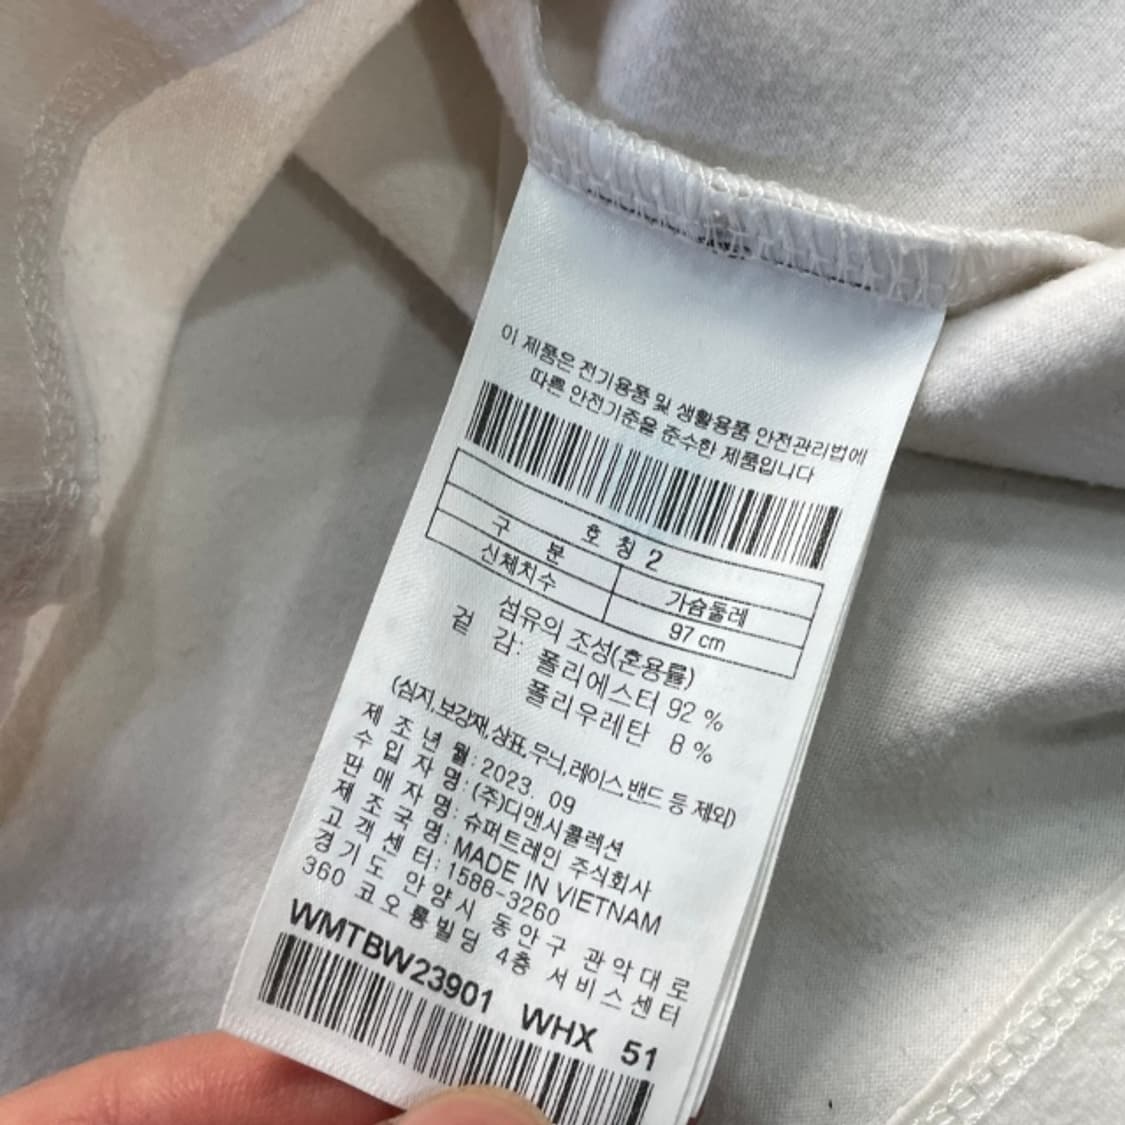 이 제품은 전기용품 및 생활용품 안전관리법에
따른 안전기준을 준수한 제품입니다
호 칭 2
구 분 가슴둘레
신체치수 97 cm
섬유의 조성(혼용률)
겉 감: 폴리에스터 92 %
폴리우레탄 8 %
(심지,보강재,상표,무늬,레이스,밴드 등 제외)
제 조 년 월: 2023. 09
수 입 자 명: (주)디앤시콜렉션
판 매 자 명: 슈퍼트레인 주식회사
제 조 국 명: MADE IN VIETNAM
고 객 센 터: 1588-3260
경 기 도 안 양 시 동 안 구 관 악 대 로
360 코 오 롱 빌 딩 4층 서 비 스 센 터
WMTBW23901 WHX 51